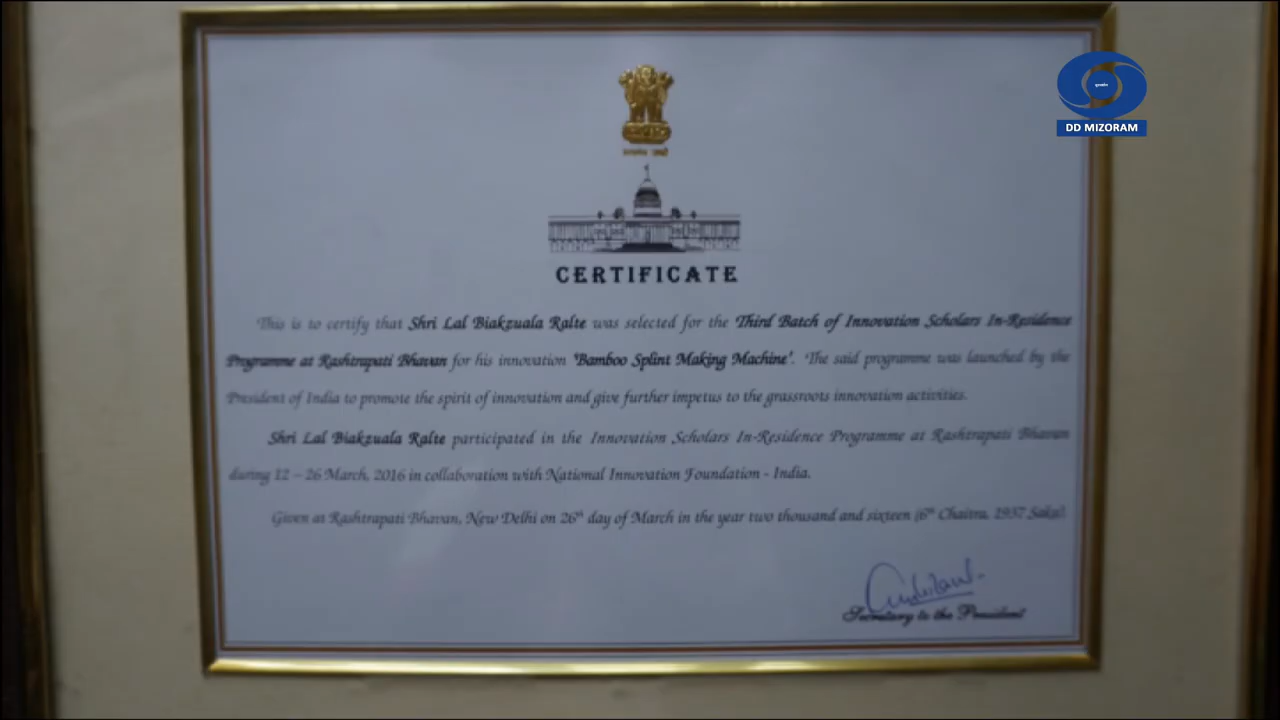 DD MIZORAM
CERTIFICATE
This is to certify that Shri Lal Biakzuala Ralte was selected for the Third Batch of Innovation Scholars In-Residence
Programme at Rashtrapati Bhavan for his innovation 'Bamboo Splint Making Machine'. The said programme was launched by the
President of India to promote the spirit of innovation and give further impetus to the grassroots innovation activities.
Shri Lal Biakzuala Ralte participated in the Innovation Scholars In-Residence Programme at Rashtrapati Bhavan
during 12 – 26 March, 2016 in collaboration with National Innovation Foundation - India.
Given at Rashtrapati Bhavan, New Delhi on 26th day of March in the year two thousand and sixteen (6th Chaitra, 1937 Saka).
Secretary to the President